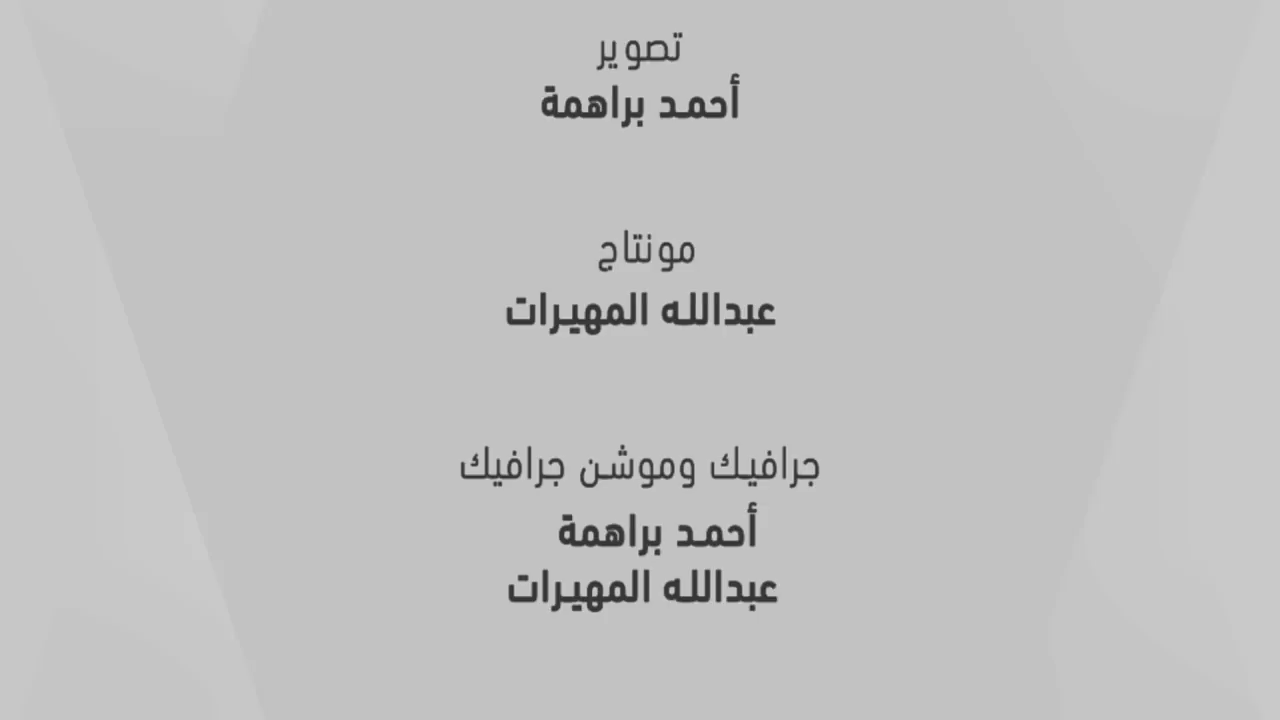 تصوير
أحمد براهمة
مونتاج
عبدالله المهيرات
جرافيك وموشن جرافيك
أحمد براهمة
عبدالله المهيرات